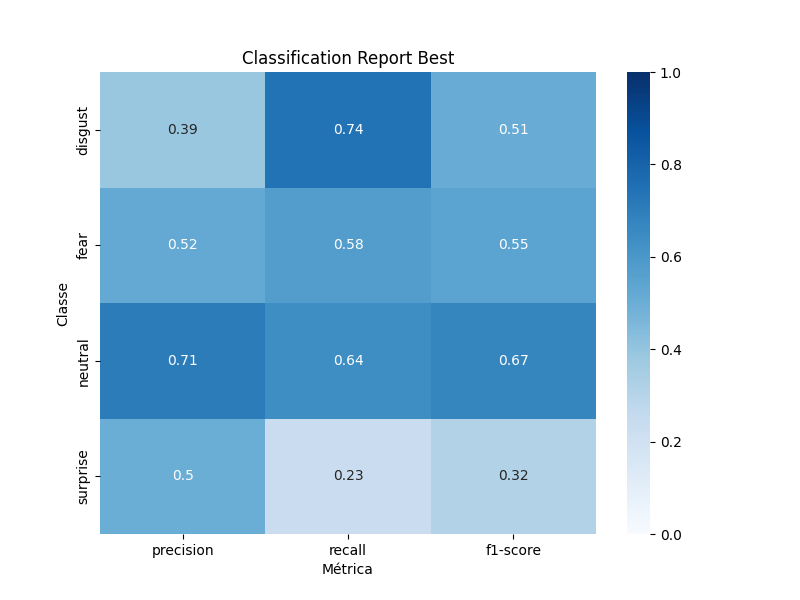 Classification Report Best
Classe
disgust 0.39 0.74 0.51
fear 0.52 0.58 0.55
neutral 0.71 0.64 0.67
surprise 0.5 0.23 0.32
precision recall f1-score
Métrica
1.0
0.8
0.6
0.4
0.2
0.0